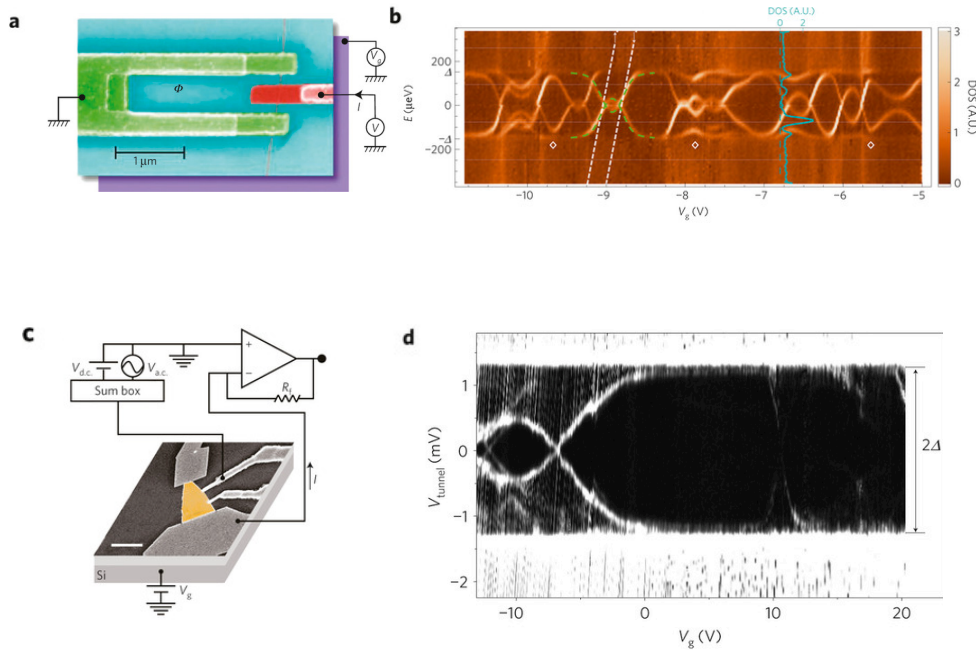 a
Φ
V
g
I
V
1 μm
b
DOS (A.U.)
0 2
3
2
1
0
200
Δ
0
−Δ
−200
E (μeV)
−10 −9 −8 −7 −6 −5
V
g (V)
DOS (A.U.)
c
V
d.c.
V
a.c.
Sum box
+
−
R
f
I
Si
V
g
d
1
0
−1
−2
V
tunnel (mV)
2Δ
−10 0 10 20
V
g (V)